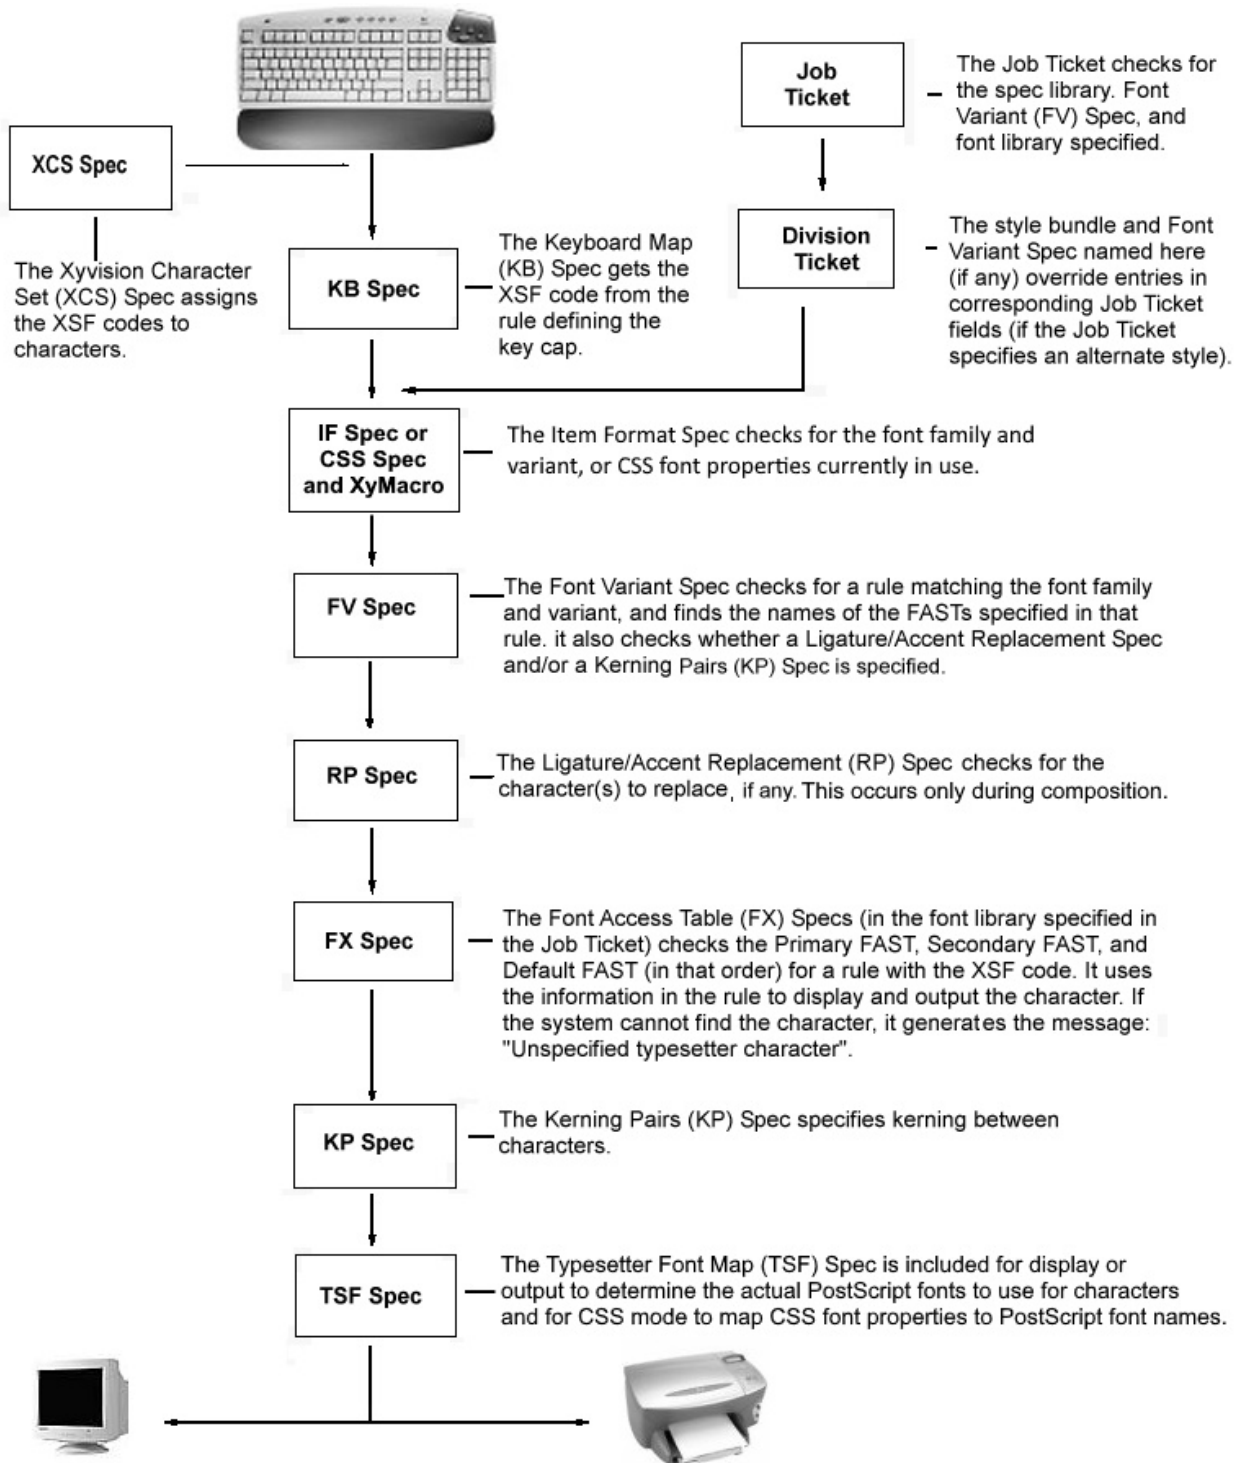 Job
Ticket
The Job Ticket checks for
the spec library. Font
Variant (FV) Spec, and
font library specified.
XCS Spec
The Xyvision Character
Set (XCS) Spec assigns
the XSF codes to
characters.
KB Spec
The Keyboard Map
(KB) Spec gets the
XSF code from the
rule defining the
key cap.
Division
Ticket
The style bundle and Font
Variant Spec named here
(if any) override entries in
corresponding Job Ticket
fields (if the Job Ticket
specifies an alternate style).
IF Spec or
CSS Spec
and XyMacro
The Item Format Spec checks for the font family and
variant, or CSS font properties currently in use.
FV Spec
The Font Variant Spec checks for a rule matching the font family
and variant, and finds the names of the FASTs specified in that
rule. it also checks whether a Ligature/Accent Replacement Spec
and/or a Kerning Pairs (KP) Spec is specified.
RP Spec
The Ligature/Accent Replacement (RP) Spec checks for the
character(s) to replace, if any. This occurs only during composition.
FX Spec
The Font Access Table (FX) Specs (in the font library specified in
the Job Ticket) checks the Primary FAST, Secondary FAST, and
Default FAST (in that order) for a rule with the XSF code. It uses
the information in the rule to display and output the character. If
the system cannot find the character, it generates the message:
"Unspecified typesetter character".
KP Spec
The Kerning Pairs (KP) Spec specifies kerning between
characters.
TSF Spec
The Typesetter Font Map (TSF) Spec is included for display or
output to determine the actual PostScript fonts to use for characters
and for CSS mode to map CSS font properties to PostScript font names.